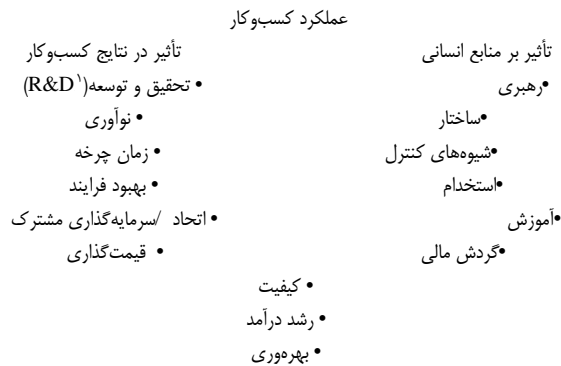 عملکرد کسب‌وکار
تأثیر بر منابع انسانی	تأثیر در نتایج کسب‌وکار
•رهبری	• تحقیق و توسعه(R&D¹)
•ساختار	• نوآوری
•شیوه‌های کنترل	• زمان چرخه
•استخدام	• بهبود فرایند
•آموزش	• اتحاد /سرمایه‌گذاری مشترک
•گردش مالی	• قیمت‌گذاری
• کیفیت
• رشد درآمد
• بهره‌وری